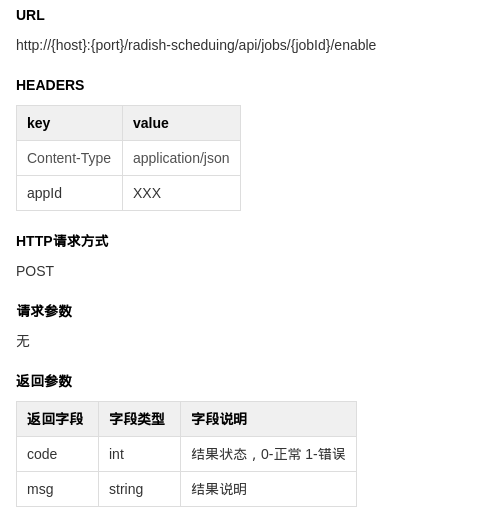 URL
http://{host}:{port}/radish-scheduing/api/jobs/{jobId}/enable
HEADERS
key value
Content-Type application/json
appId XXX
HTTP请求方式
POST
请求参数
无
返回参数
返回字段 字段类型 字段说明
code int 结果状态，0-正常 1-错误
msg string 结果说明